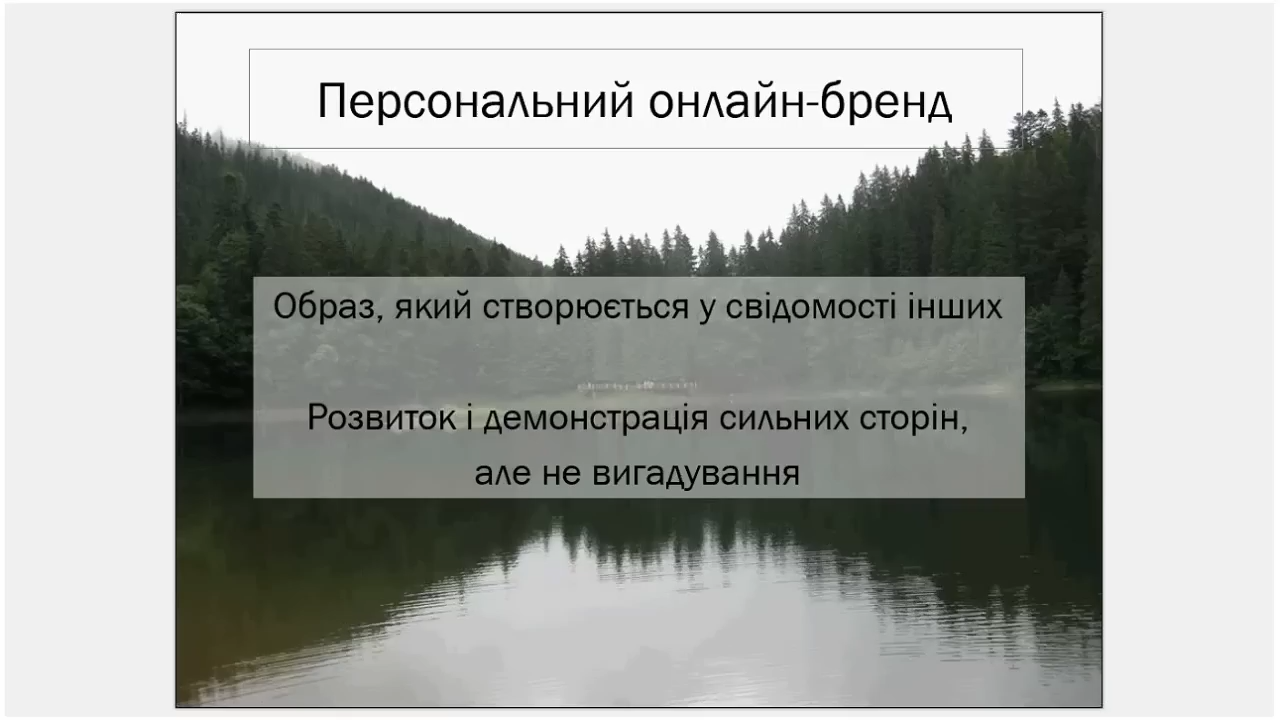 Персональний онлайн-бренд
Образ, який створюється у свідомості інших
Розвиток і демонстрація сильних сторін,
але не вигадування